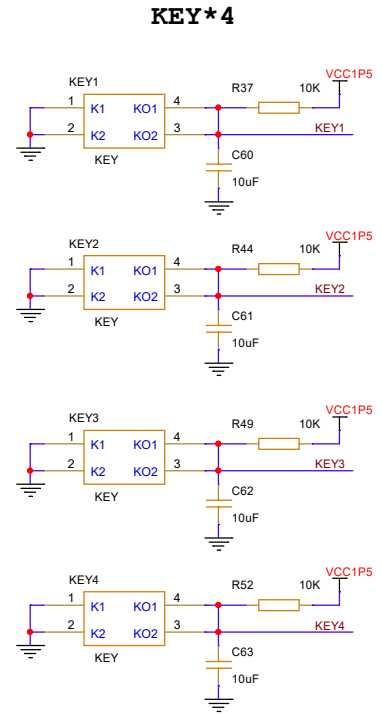 KEY*4
VCC1P5
KEY1 R37 10K
1 K1 KO1 4
2 K2 KO2 3 KEY1
KEY C60
10uF
VCC1P5
KEY2 R44 10K
1 K1 KO1 4
2 K2 KO2 3 KEY2
KEY C61
10uF
VCC1P5
KEY3 R49 10K
1 K1 KO1 4
2 K2 KO2 3 KEY3
KEY C62
10uF
VCC1P5
KEY4 R52 10K
1 K1 KO1 4
2 K2 KO2 3 KEY4
KEY C63
10uF